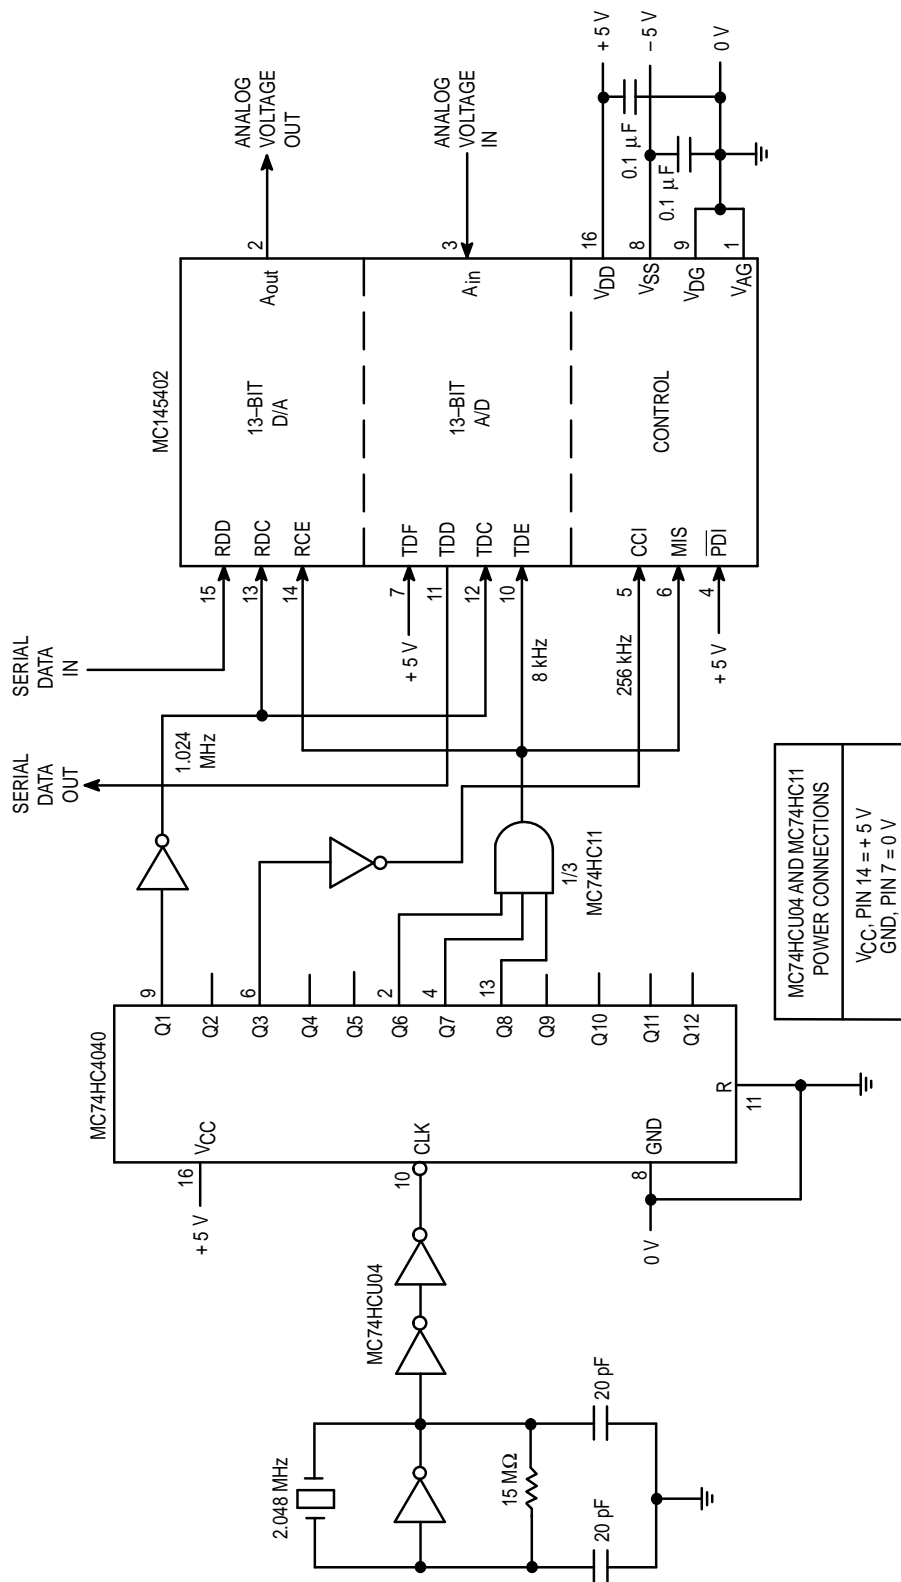 2.048 MHz
15 MΩ
20 pF
20 pF
MC74HCU04
MC74HC4040
+ 5 V
16
VCC
10
CLK
0 V
8
GND
R
11
Q1
Q2
Q3
Q4
Q5
Q6
Q7
Q8
Q9
Q10
Q11
Q12
9
6
2
4
13
1/3
MC74HC11
SERIAL
DATA
OUT
SERIAL
DATA
IN
1.024
MHz
8 kHz
256 kHz
+ 5 V
+ 5 V
MC145402
15
RDD
13
RDC
14
RCE
7
TDF
11
TDD
12
TDC
10
TDE
5
CCI
6
MIS
4
PDI
13–BIT
D/A
13–BIT
A/D
CONTROL
Aout
2
Ain
3
VDD
16
VSS
8
VDG
9
VAG
1
ANALOG
VOLTAGE
OUT
ANALOG
VOLTAGE
IN
0.1 μF
0.1 μF
+ 5 V
– 5 V
0 V
MC74HCU04 AND MC74HC11
POWER CONNECTIONS
VCC, PIN 14 = + 5 V
GND, PIN 7 = 0 V